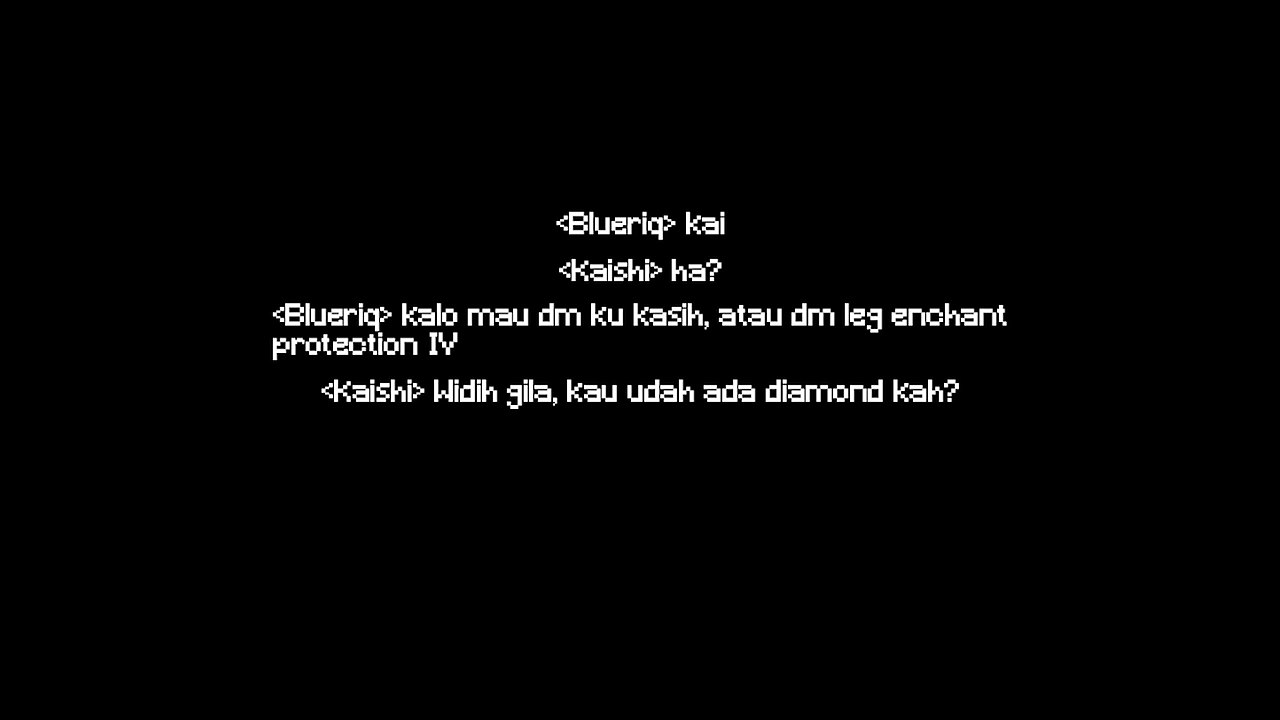 <Blueriq> kai
<Kaishi> ha?
<Blueriq> kalo mau dm ku kasih, atau dm leg enchant
protection IV
<Kaishi> Widih gila, kau udah ada diamond kah?